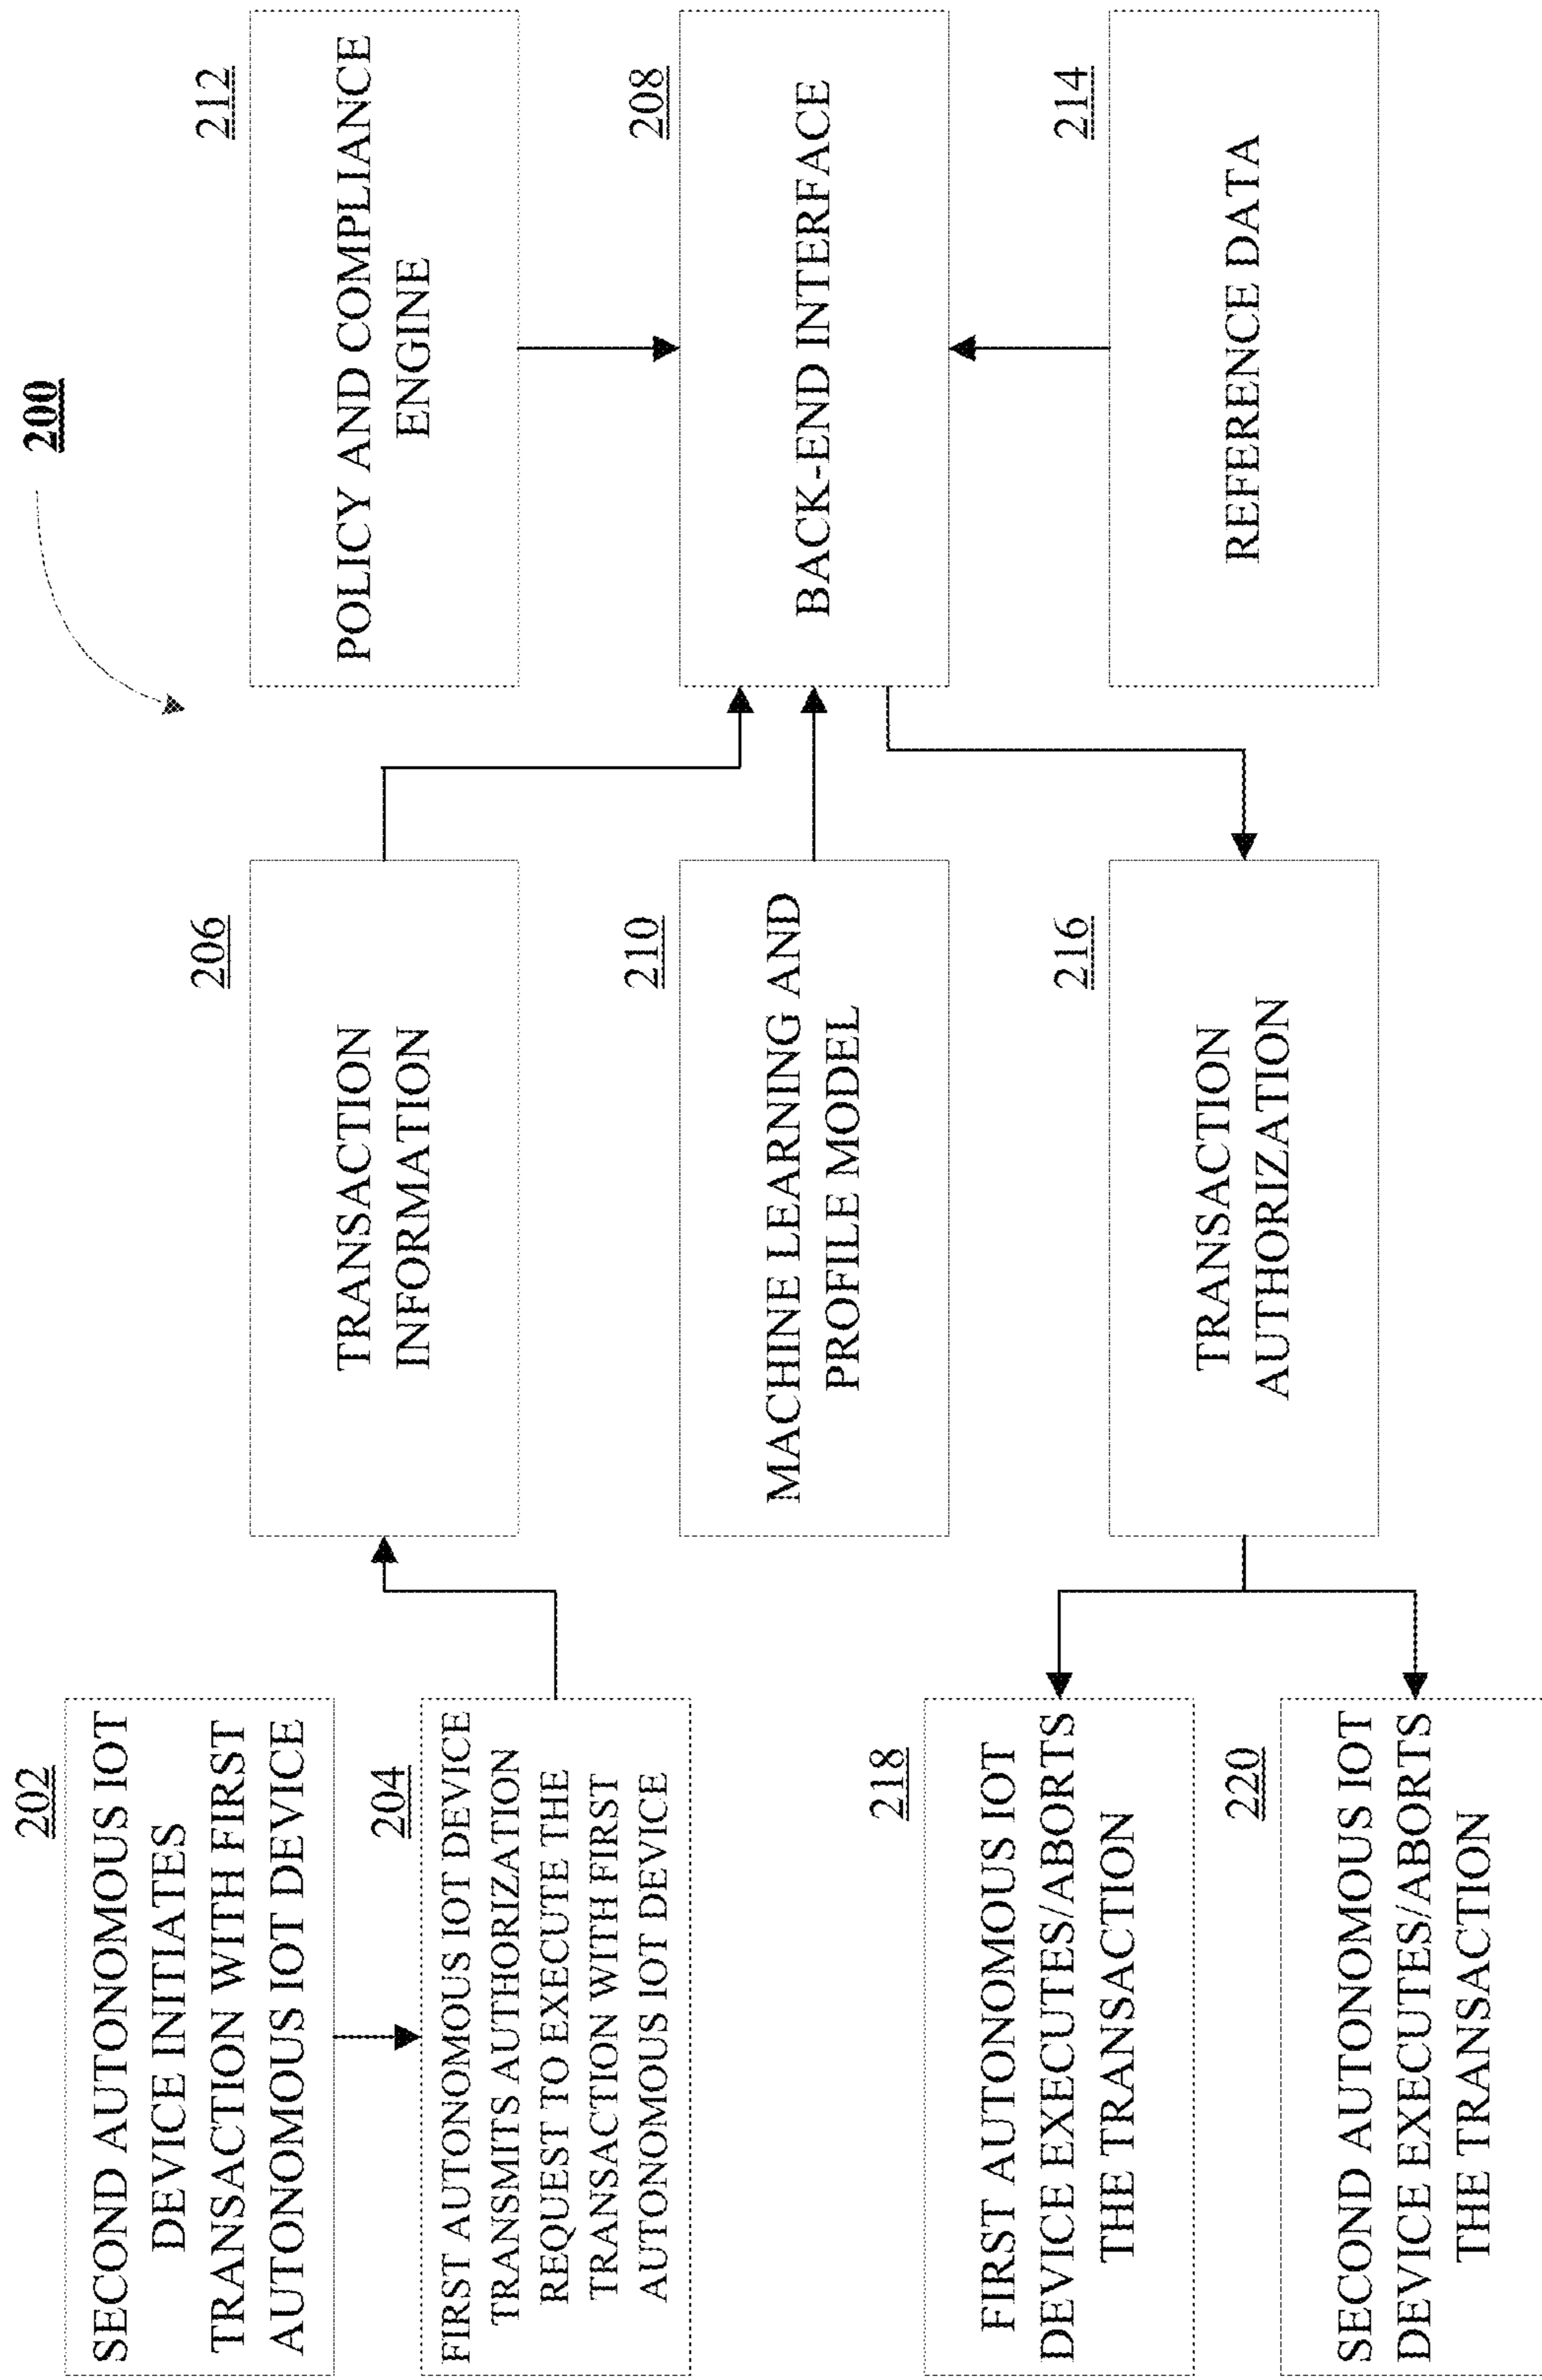 200
202
SECOND AUTONOMOUS IOT
DEVICE INITIATES
TRANSACTION WITH FIRST
AUTONOMOUS IOT DEVICE
204
FIRST AUTONOMOUS IOT DEVICE
TRANSMITS AUTHORIZATION
REQUEST TO EXECUTE THE
TRANSACTION WITH FIRST
AUTONOMOUS IOT DEVICE
206
TRANSACTION
INFORMATION
212
POLICY AND COMPLIANCE
ENGINE
210
MACHINE LEARNING AND
PROFILE MODEL
208
BACK-END INTERFACE
218
FIRST AUTONOMOUS IOT
DEVICE EXECUTES/ABORTS
THE TRANSACTION
220
SECOND AUTONOMOUS IOT
DEVICE EXECUTES/ABORTS
THE TRANSACTION
216
TRANSACTION
AUTHORIZATION
214
REFERENCE DATA